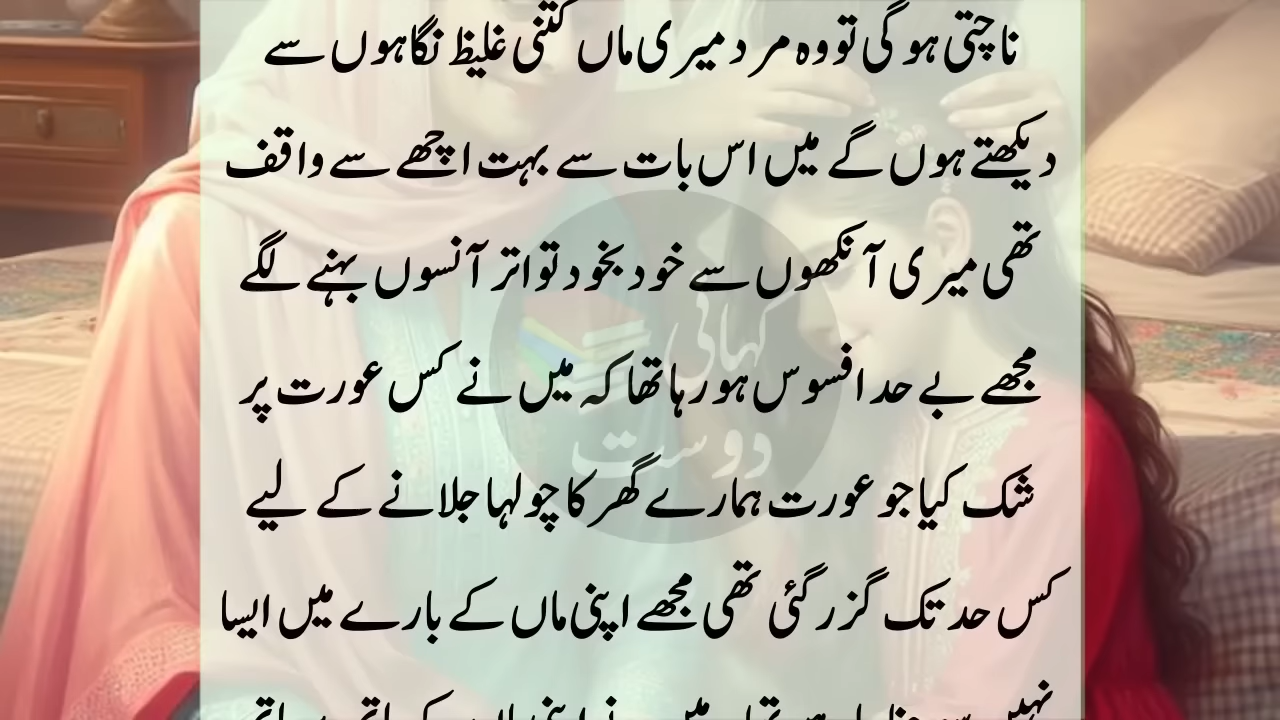 ناچتی ہو گی تو وہ مرد میری ماں کتنی غلیظ نگاہوں سے
دیکھتے ہوں گے میں اس بات سے بہت اچھے سے واقف
تھی میری آنکھوں سے خود بخود تواتر آنسوں بہنے لگے
مجھے بے حد افسوس ہو رہا تھا کہ میں نے کس عورت پر
شک کیا جو عورت ہمارے گھر کا چولہا جلانے کے لیے
کس حد تک گزر گئی تھی مجھے اپنی ماں کے بارے میں ایسا
نہیں
کہانی
دوست